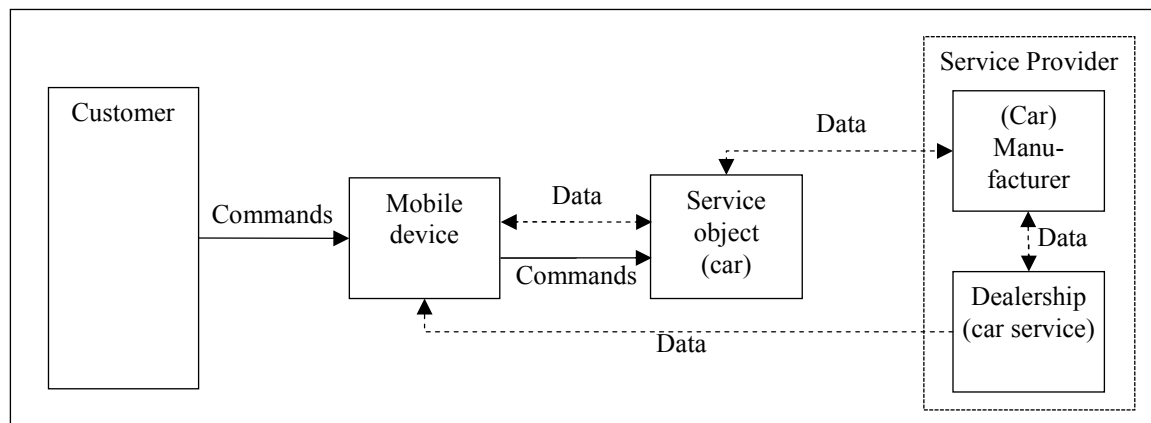 Service Provider
Customer
(Car)
Manu-
facturer
Data
Mobile
device
Data
Service
object
(car)
Commands
Commands
Data
Dealership
(car service)
Data